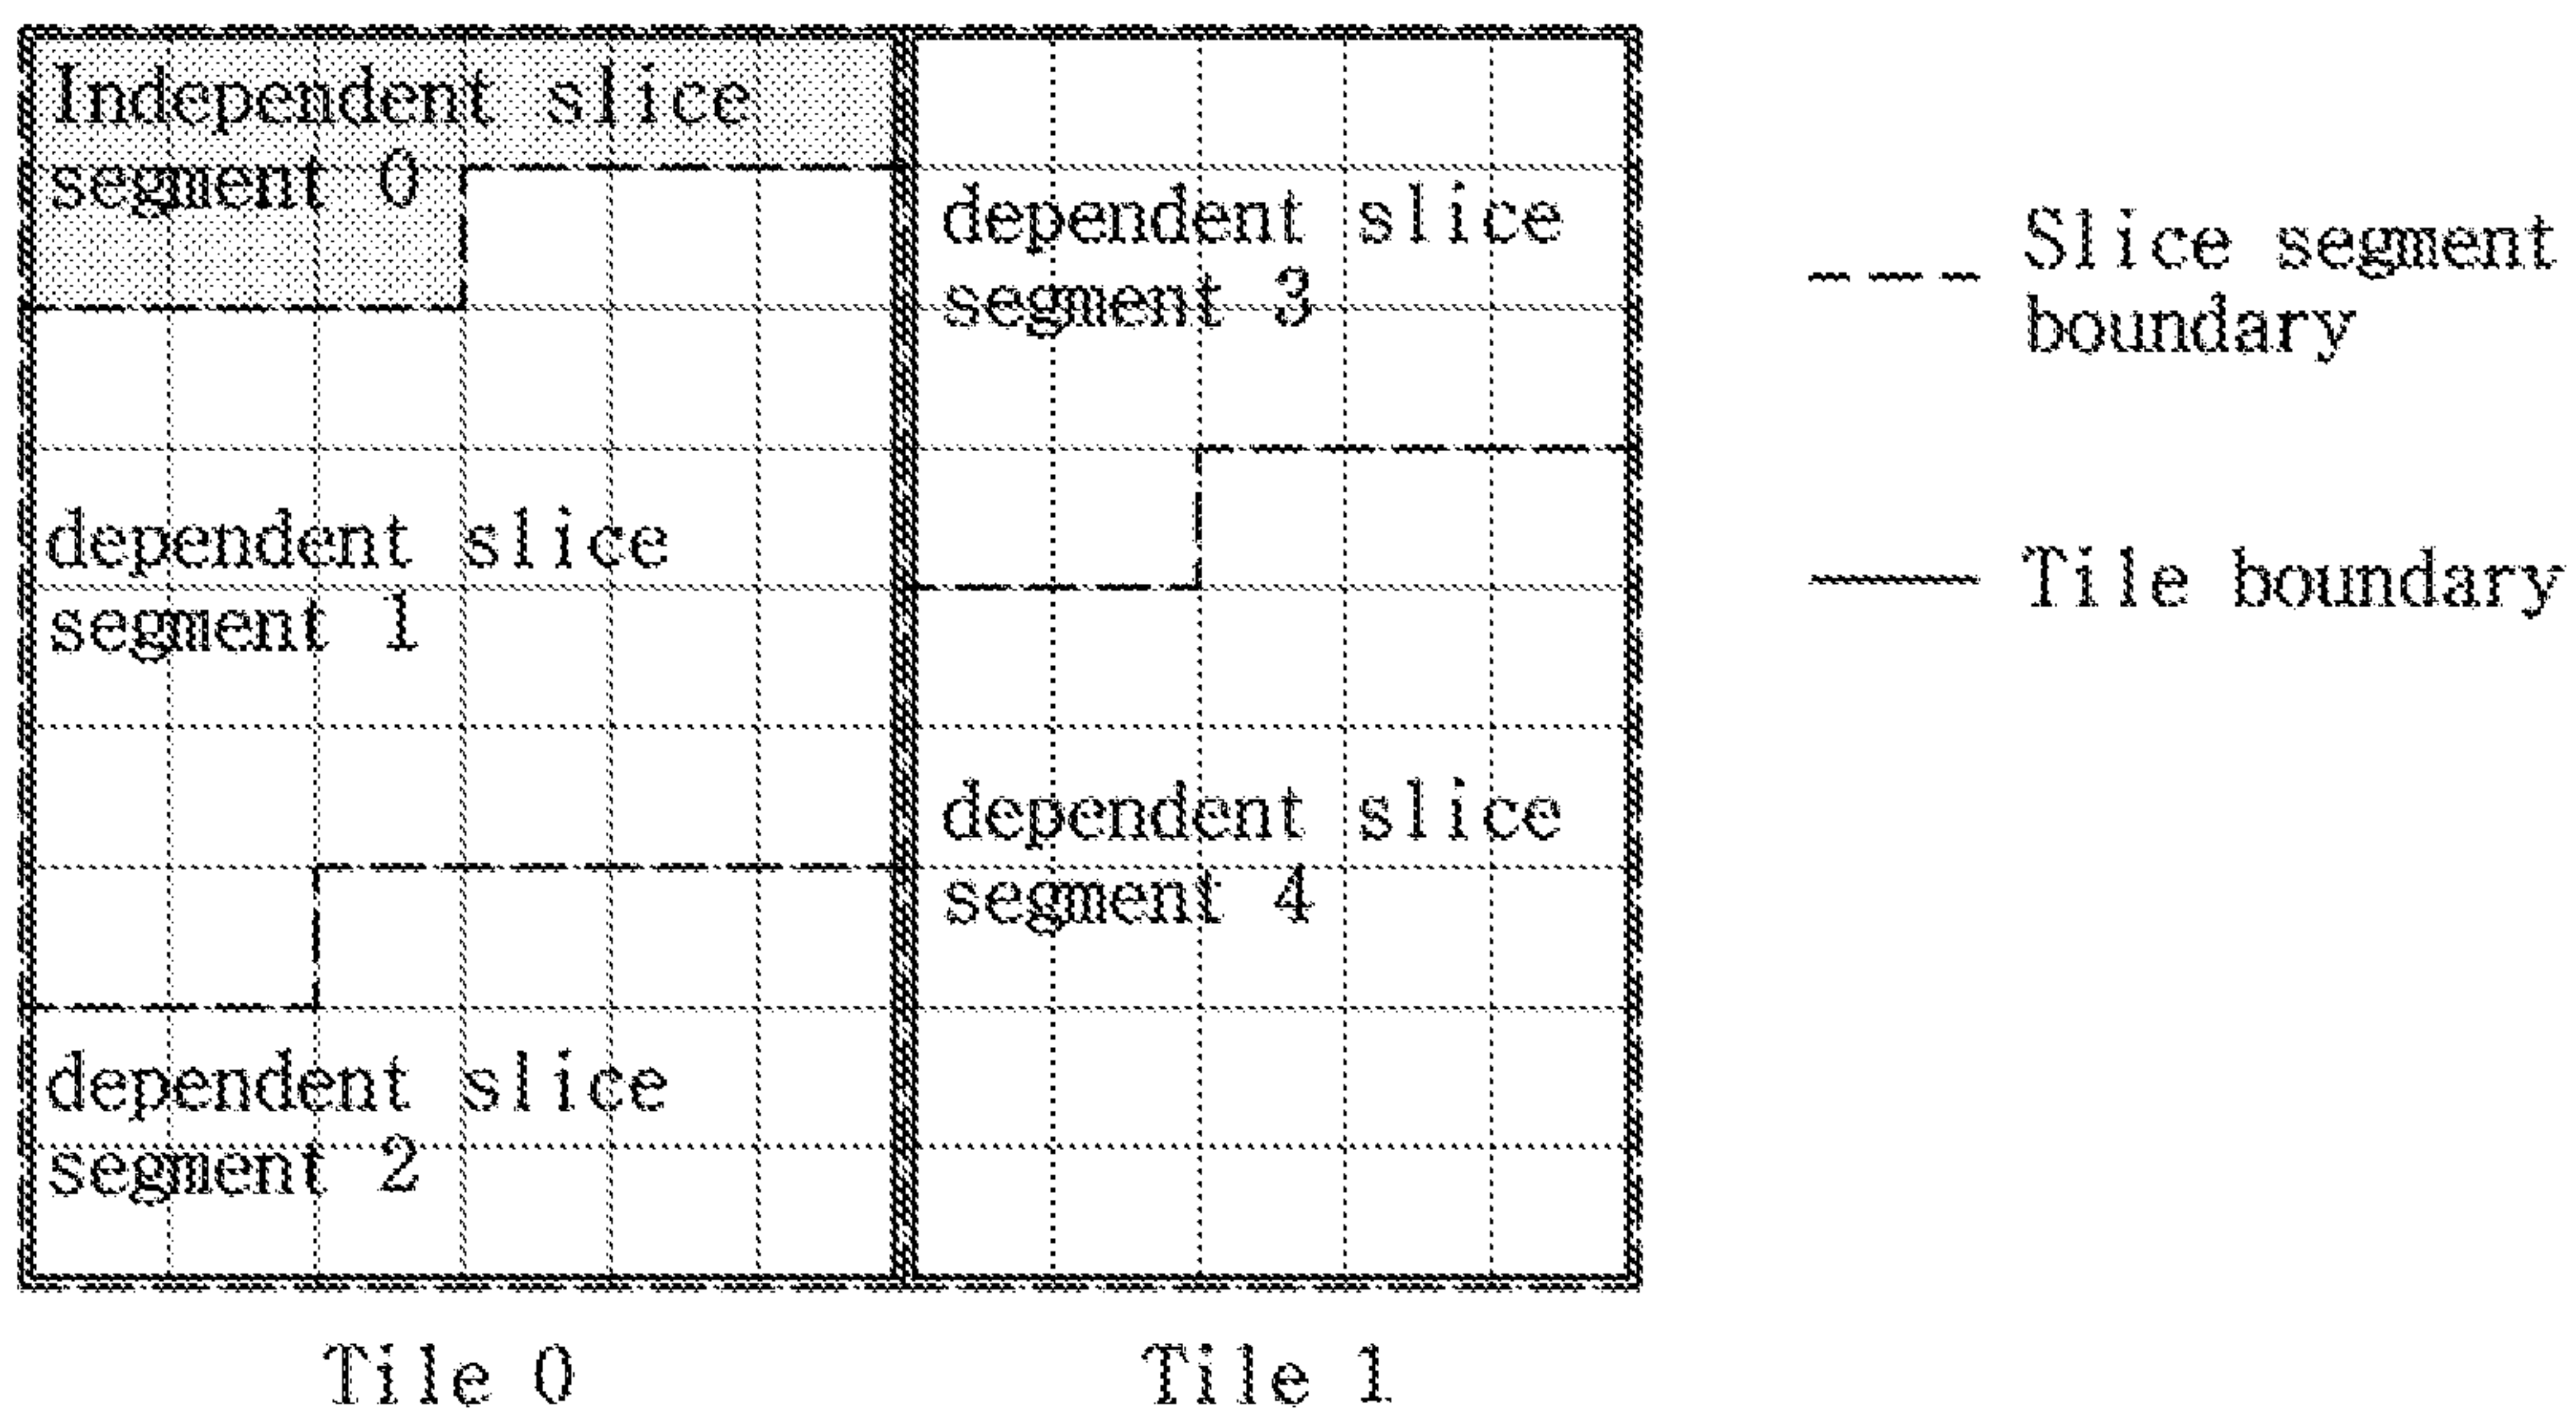 Independent slice
segment 0
dependent slice
segment 1
dependent slice
segment 2
dependent slice
segment 3
dependent slice
segment 4
Slice segment
boundary
Tile boundary
Tile 0
Tile 1